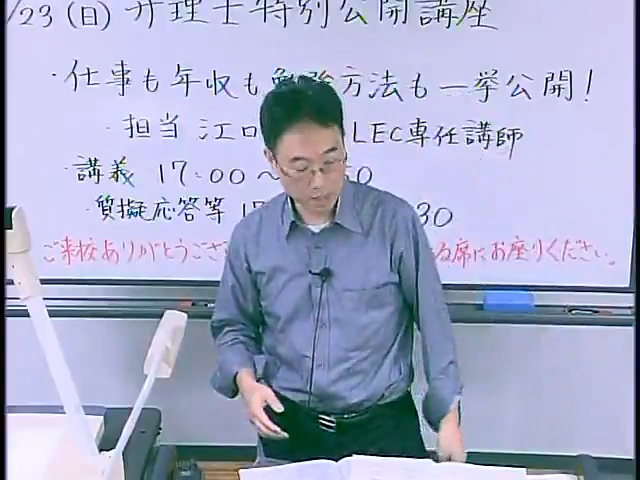 /23(日) 弁理士特別公開講座
・仕事も年収も勉強方法も一挙公開!
・担当 江口 LEC専任講師
・講義 17:00~ 50
・質疑応答等 17 30
ご来校ありがとうござ る席にお座りください。